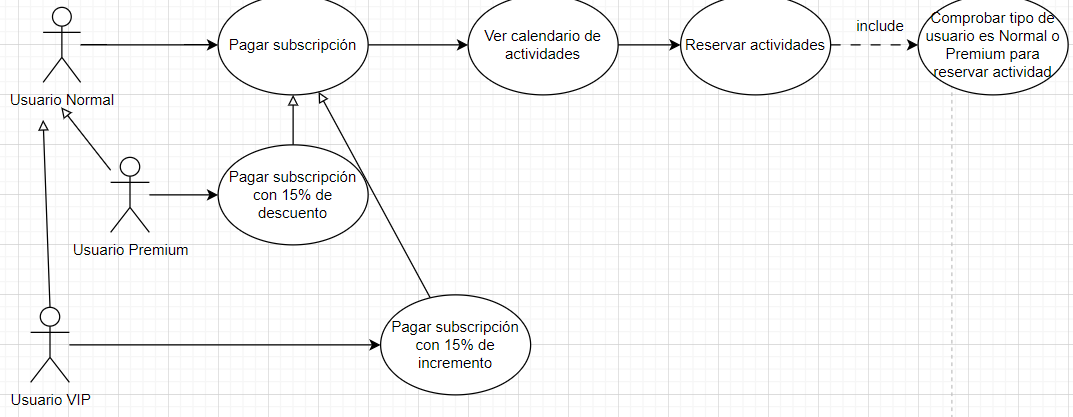 Usuario Normal
Pagar subscripción
Ver calendario de
actividades
Reservar actividades
include
Comprobar tipo de
usuario es Normal o
Premium para
reservar actividad
Usuario Premium
Pagar subscripción
con 15% de
descuento
Usuario VIP
Pagar subscripción
con 15% de
incremento